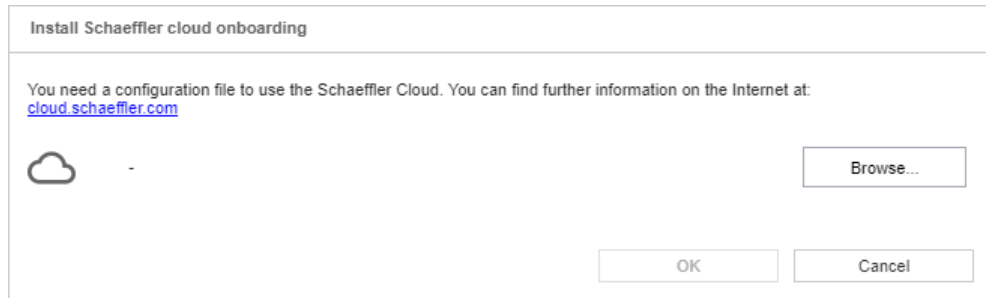 Install Schaeffler cloud onboarding
You need a configuration file to use the Schaeffler Cloud. You can find further information on the Internet at:
cloud.schaeffler.com
-
Browse...
OK
Cancel